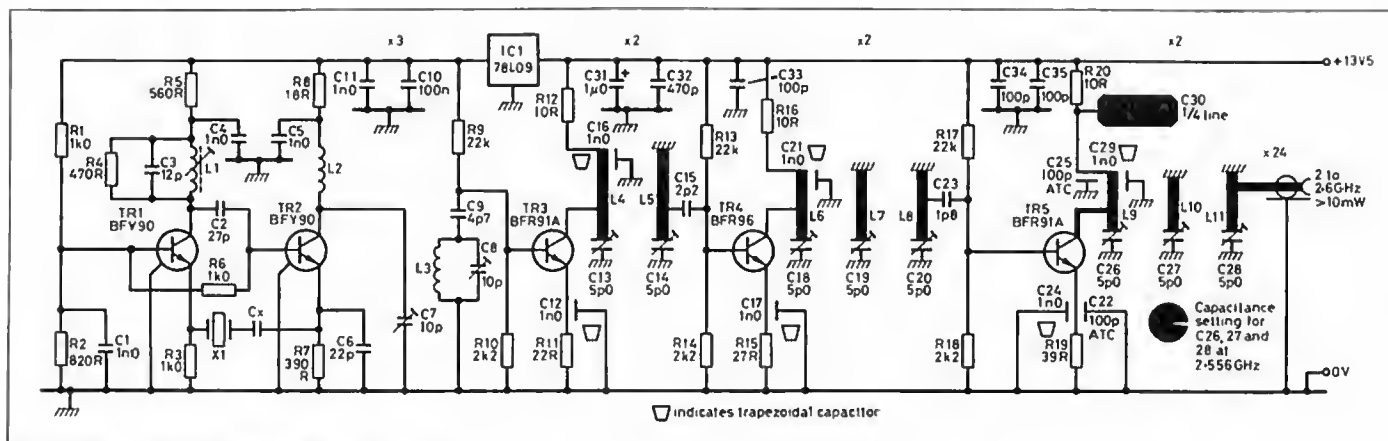 x3
x2
x2
x2
IC1
78L09
+13V5
R5
560R
R8
18R
C11
1n0
C10
100n
R12
10R
C31
1µ0
+
C32
470p
C33
100p
R16
10R
C34
100p
C35
100p
R20
10R
C30
1/4 line
R1
1k0
R4
470R
C3
12p
L1
C4
1n0
C5
1n0
L2
R9
22k
C16
1n0
R13
22k
C21
1n0
R17
22k
C25
100p
ATC
C29
1n0
x24
2 to
2·6GHz
>10mW
TR1
BFY90
C2
27p
TR2
BFY90
C9
4p7
TR3
BFR91A
L4
L5
C15
2p2
TR4
BFR96
L6
L7
L8
C23
1p8
TR5
BFR91A
L9
L10
L11
R6
1k0
L3
C8
10p
C13
5p0
C14
5p0
C18
5p0
C19
5p0
C20
5p0
C26
5p0
C27
5p0
C28
5p0
R2
820R
C1
1n0
R3
1k0
X1
Cx
R7
390
R
C6
22p
C7
10p
R10
2k2
C12
1n0
R11
22R
R14
2k2
C17
1n0
R15
27R
R18
2k2
C24
1n0
C22
100p
ATC
R19
39R
Capacitance
setting for
C26, 27 and
28 at
2·556GHz
0V
indicates trapezoidal capacitor